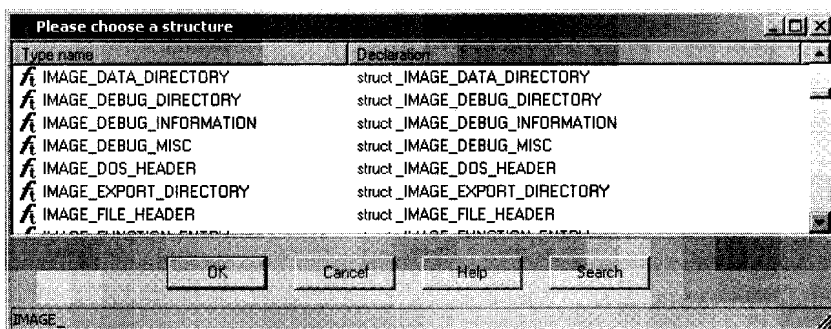 Please choose a structure
Type name Declaration
IMAGE_DATA_DIRECTORY struct _IMAGE_DATA_DIRECTORY
IMAGE_DEBUG_DIRECTORY struct _IMAGE_DEBUG_DIRECTORY
IMAGE_DEBUG_INFORMATION struct _IMAGE_DEBUG_INFORMATION
IMAGE_DEBUG_MISC struct _IMAGE_DEBUG_MISC
IMAGE_DOS_HEADER struct _IMAGE_DOS_HEADER
IMAGE_EXPORT_DIRECTORY struct _IMAGE_EXPORT_DIRECTORY
IMAGE_FILE_HEADER struct _IMAGE_FILE_HEADER
OK Cancel Help Search
IMAGE_